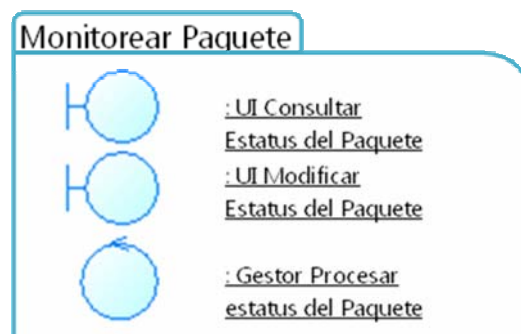 Monitorear Paquete
: UI Consultar
Estatus del Paquete
: UI Modificar
Estatus del Paquete
: Gestor Procesar
estatus del Paquete